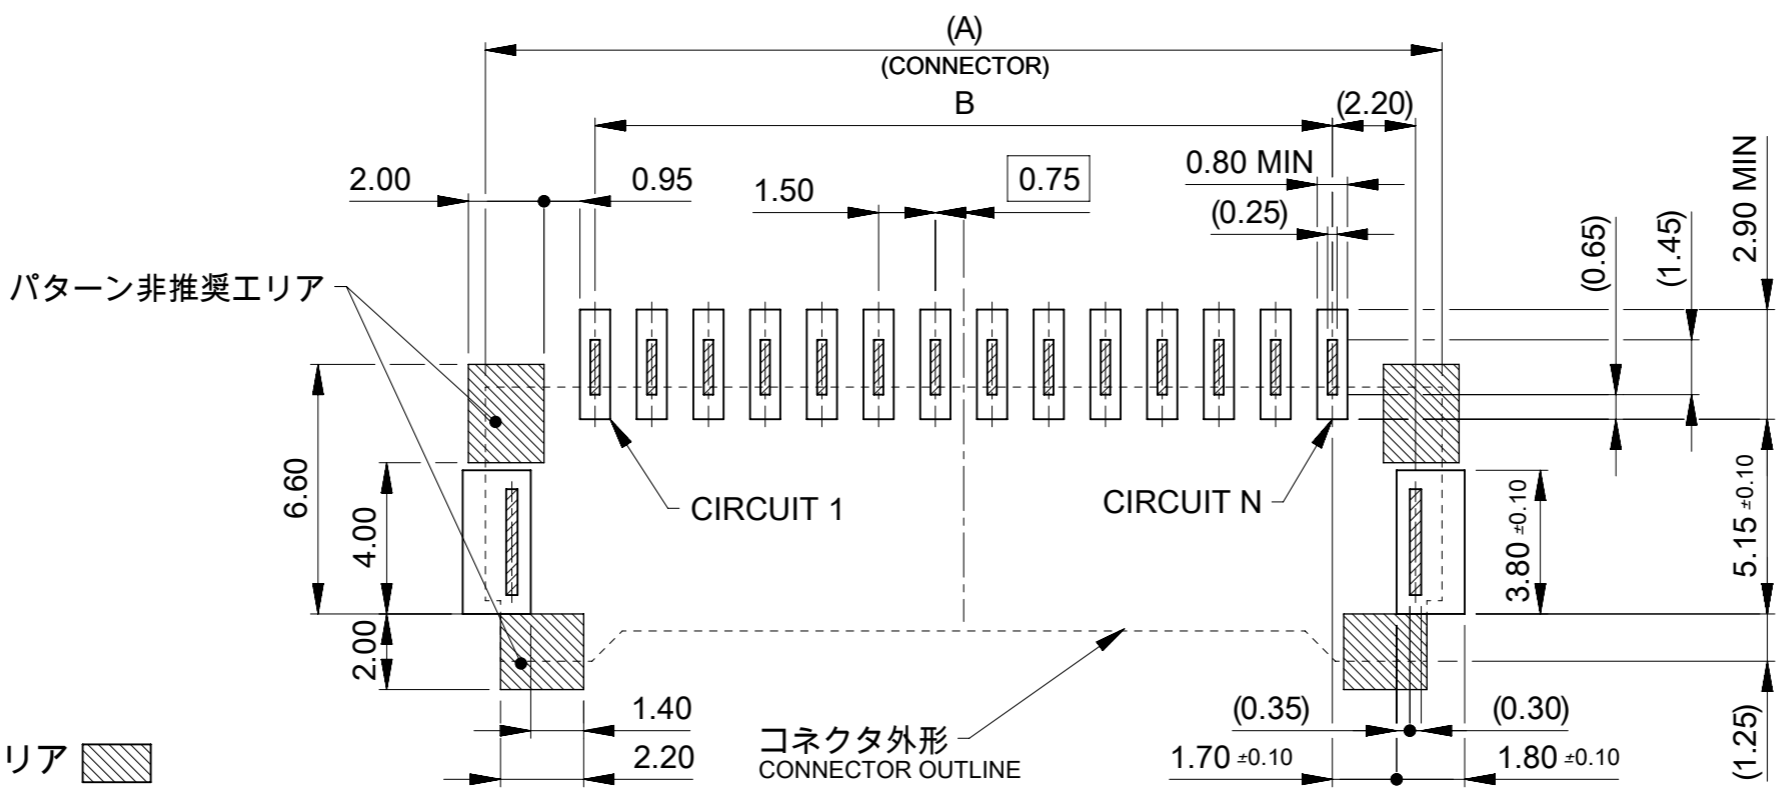 (A)
(CONNECTOR)
B
(2.20)
2.00
0.95
1.50
0.75
0.80 MIN
(0.25)
(0.65)
(1.45)
2.90 MIN
パターン非推奨エリア
6.60
4.00
2.00
CIRCUIT 1
CIRCUIT N
3.80 ±0.10
5.15 ±0.10
(1.25)
1.40
2.20
コネクタ外形
CONNECTOR OUTLINE
(0.35)
(0.30)
1.70 ±0.10
1.80 ±0.10
リア